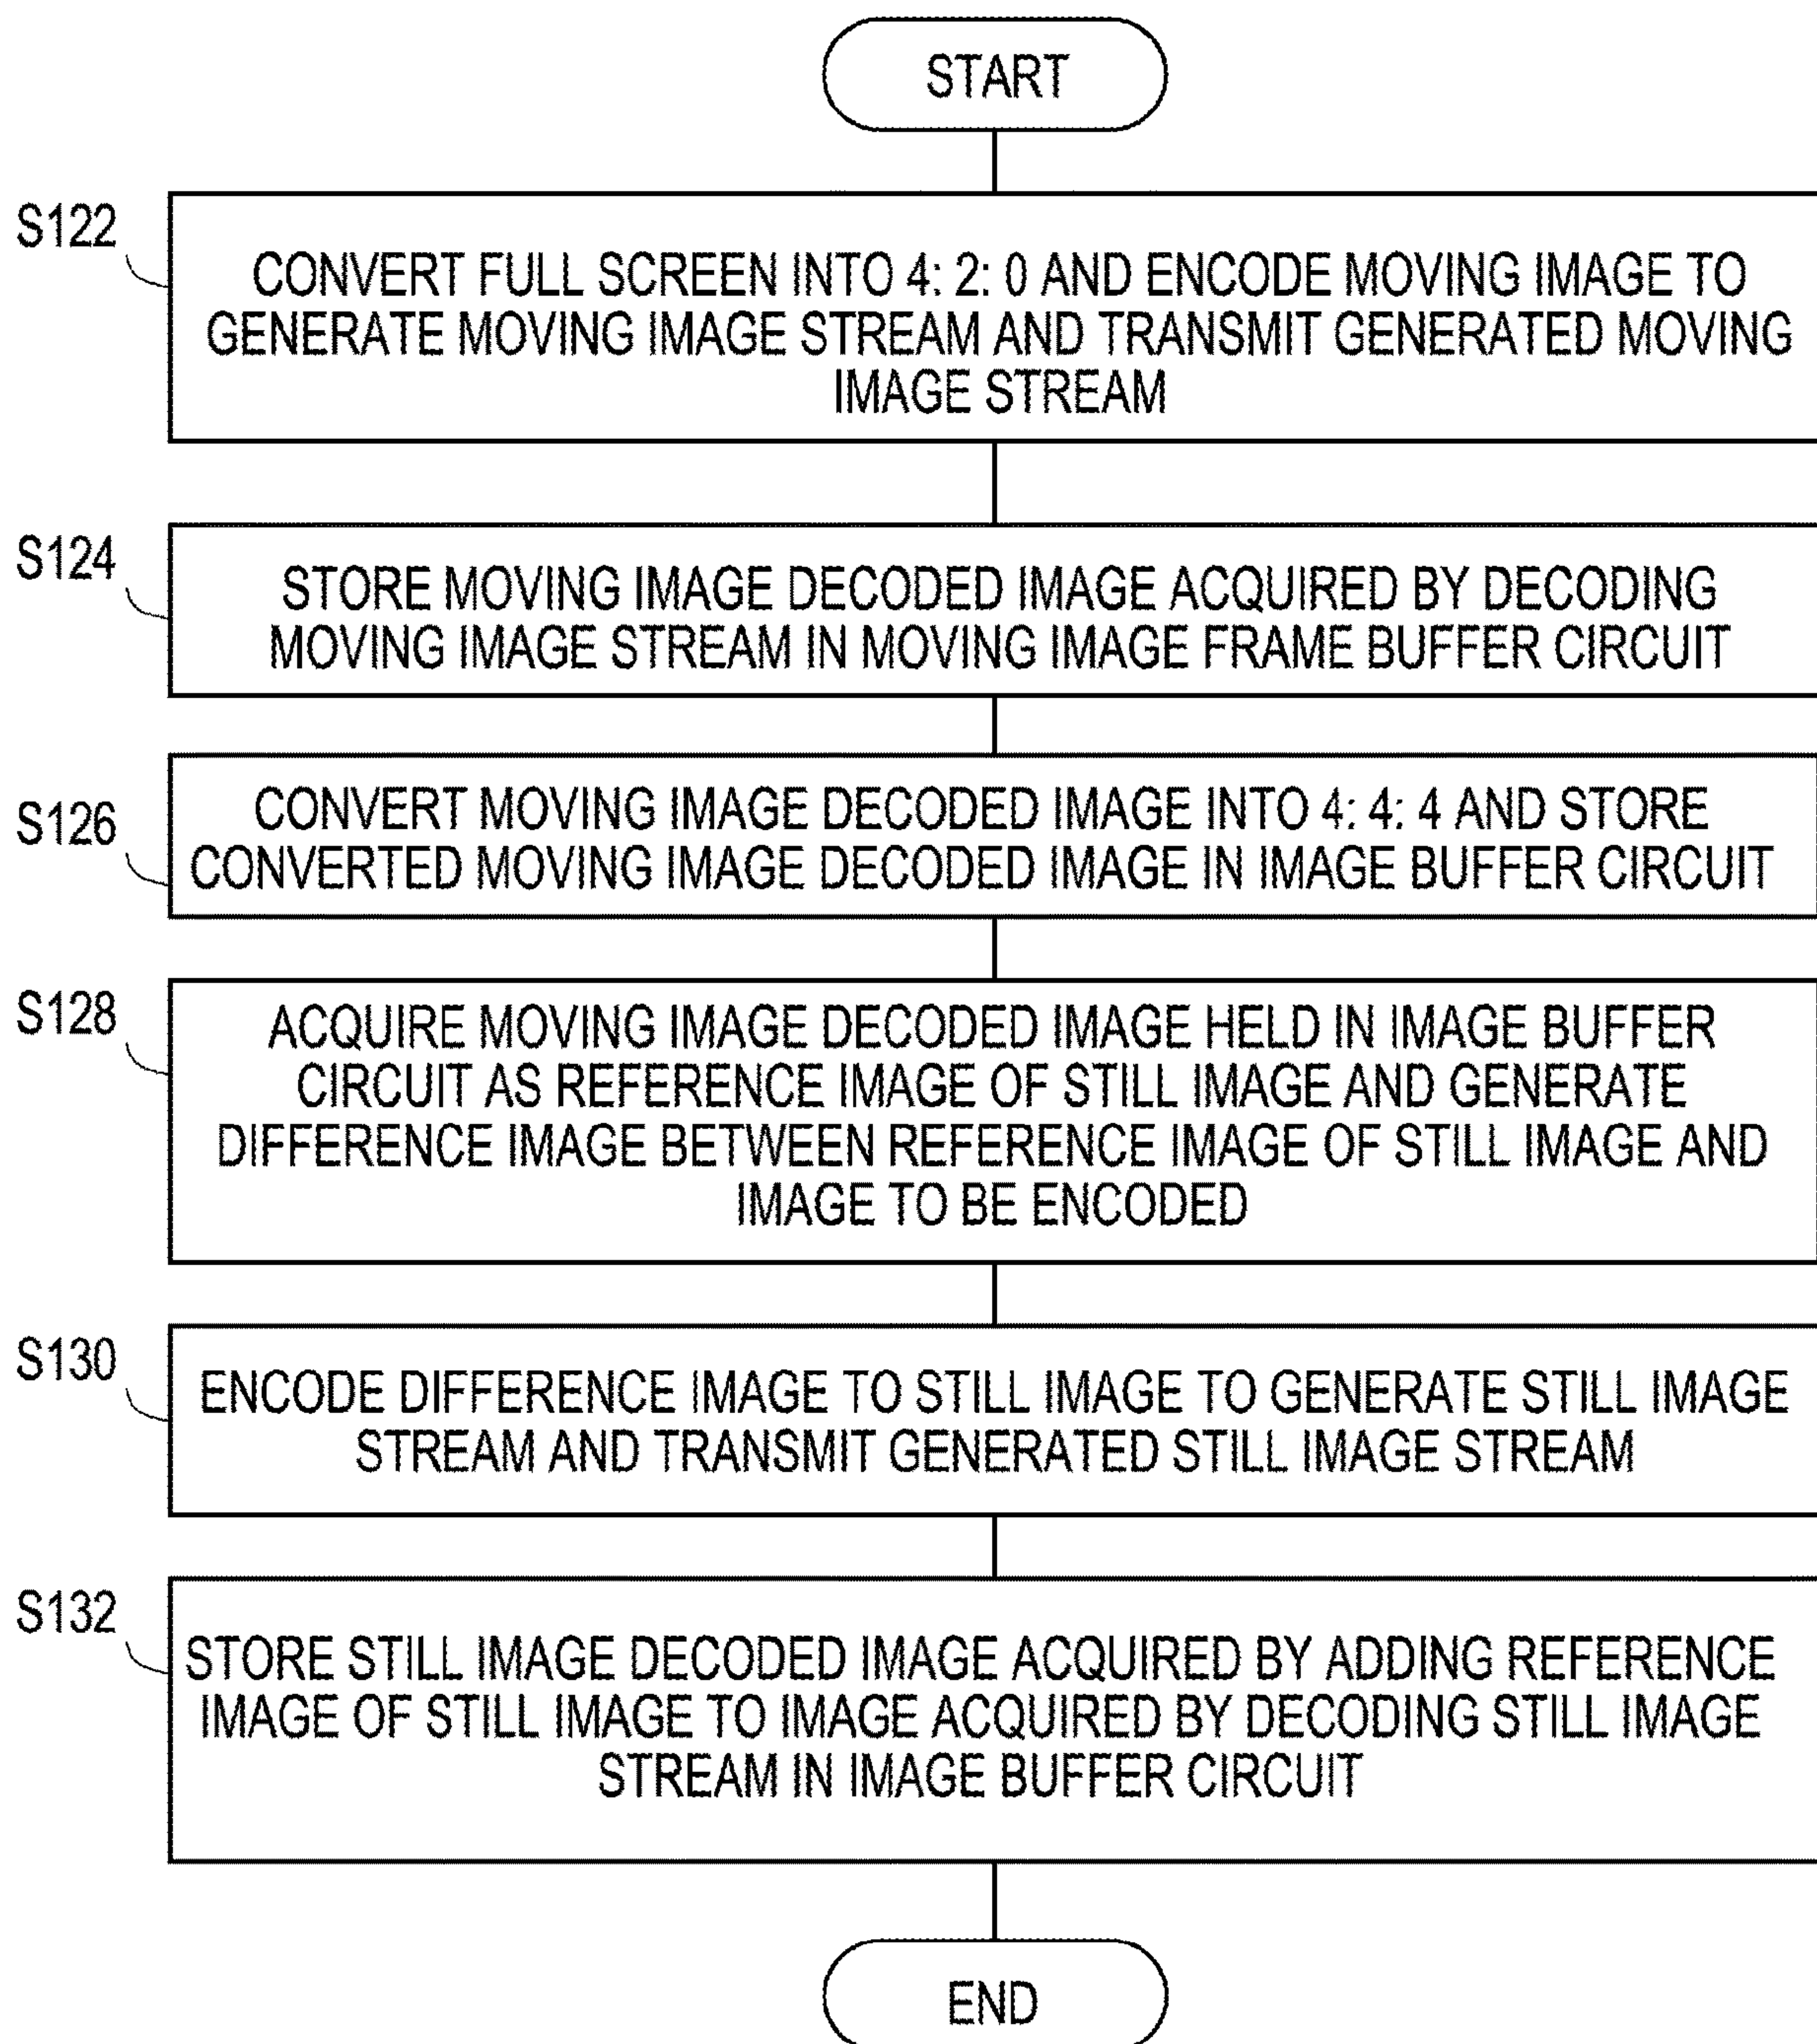 START
S122
CONVERT FULL SCREEN INTO 4: 2: 0 AND ENCODE MOVING IMAGE TO
GENERATE MOVING IMAGE STREAM AND TRANSMIT GENERATED MOVING
IMAGE STREAM
S124
STORE MOVING IMAGE DECODED IMAGE ACQUIRED BY DECODING
MOVING IMAGE STREAM IN MOVING IMAGE FRAME BUFFER CIRCUIT
S126
CONVERT MOVING IMAGE DECODED IMAGE INTO 4: 4: 4 AND STORE
CONVERTED MOVING IMAGE DECODED IMAGE IN IMAGE BUFFER CIRCUIT
S128
ACQUIRE MOVING IMAGE DECODED IMAGE HELD IN IMAGE BUFFER
CIRCUIT AS REFERENCE IMAGE OF STILL IMAGE AND GENERATE
DIFFERENCE IMAGE BETWEEN REFERENCE IMAGE OF STILL IMAGE AND
IMAGE TO BE ENCODED
S130
ENCODE DIFFERENCE IMAGE TO STILL IMAGE TO GENERATE STILL IMAGE
STREAM AND TRANSMIT GENERATED STILL IMAGE STREAM
S132
STORE STILL IMAGE DECODED IMAGE ACQUIRED BY ADDING REFERENCE
IMAGE OF STILL IMAGE TO IMAGE ACQUIRED BY DECODING STILL IMAGE
STREAM IN IMAGE BUFFER CIRCUIT
END